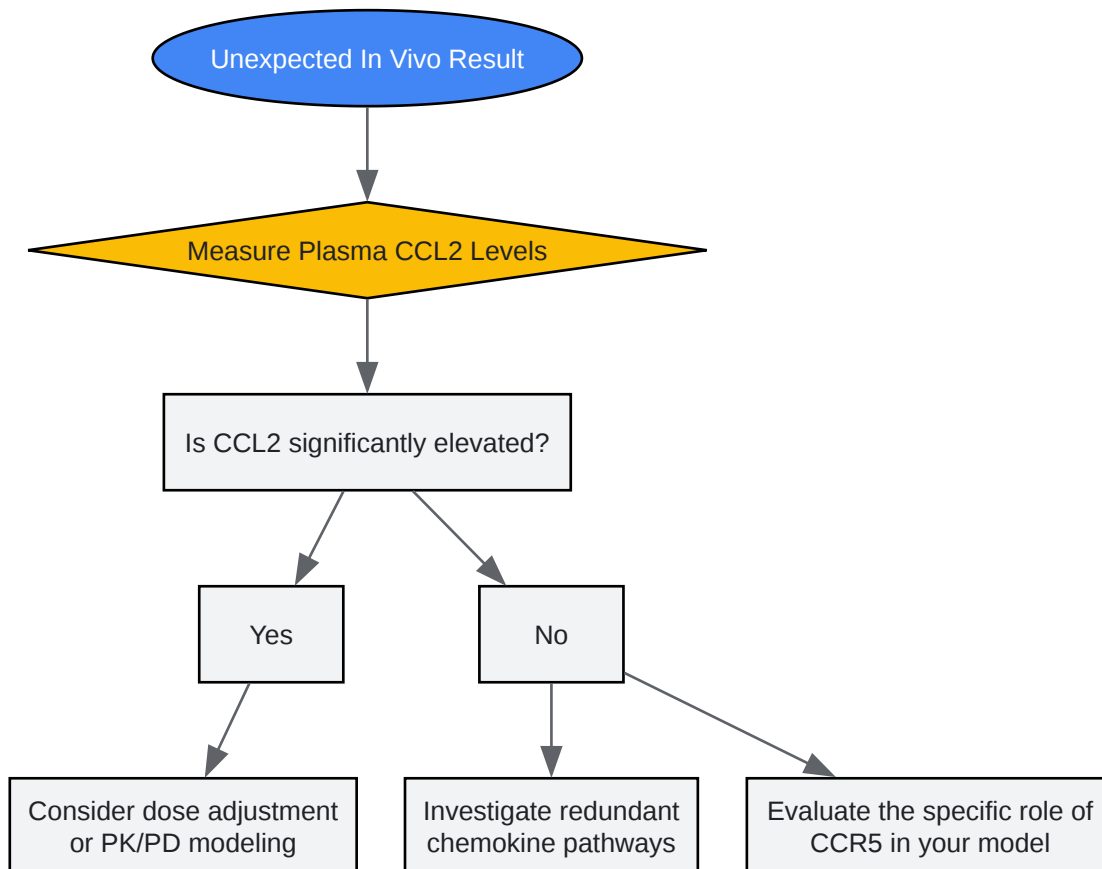 Unexpected In Vivo Result
Measure Plasma CCL2 Levels
Is CCL2 significantly elevated?
Yes
No
Consider dose adjustment
or PK/PD modeling
Investigate redundant
chemokine pathways
Evaluate the specific role of
CCR5 in your model